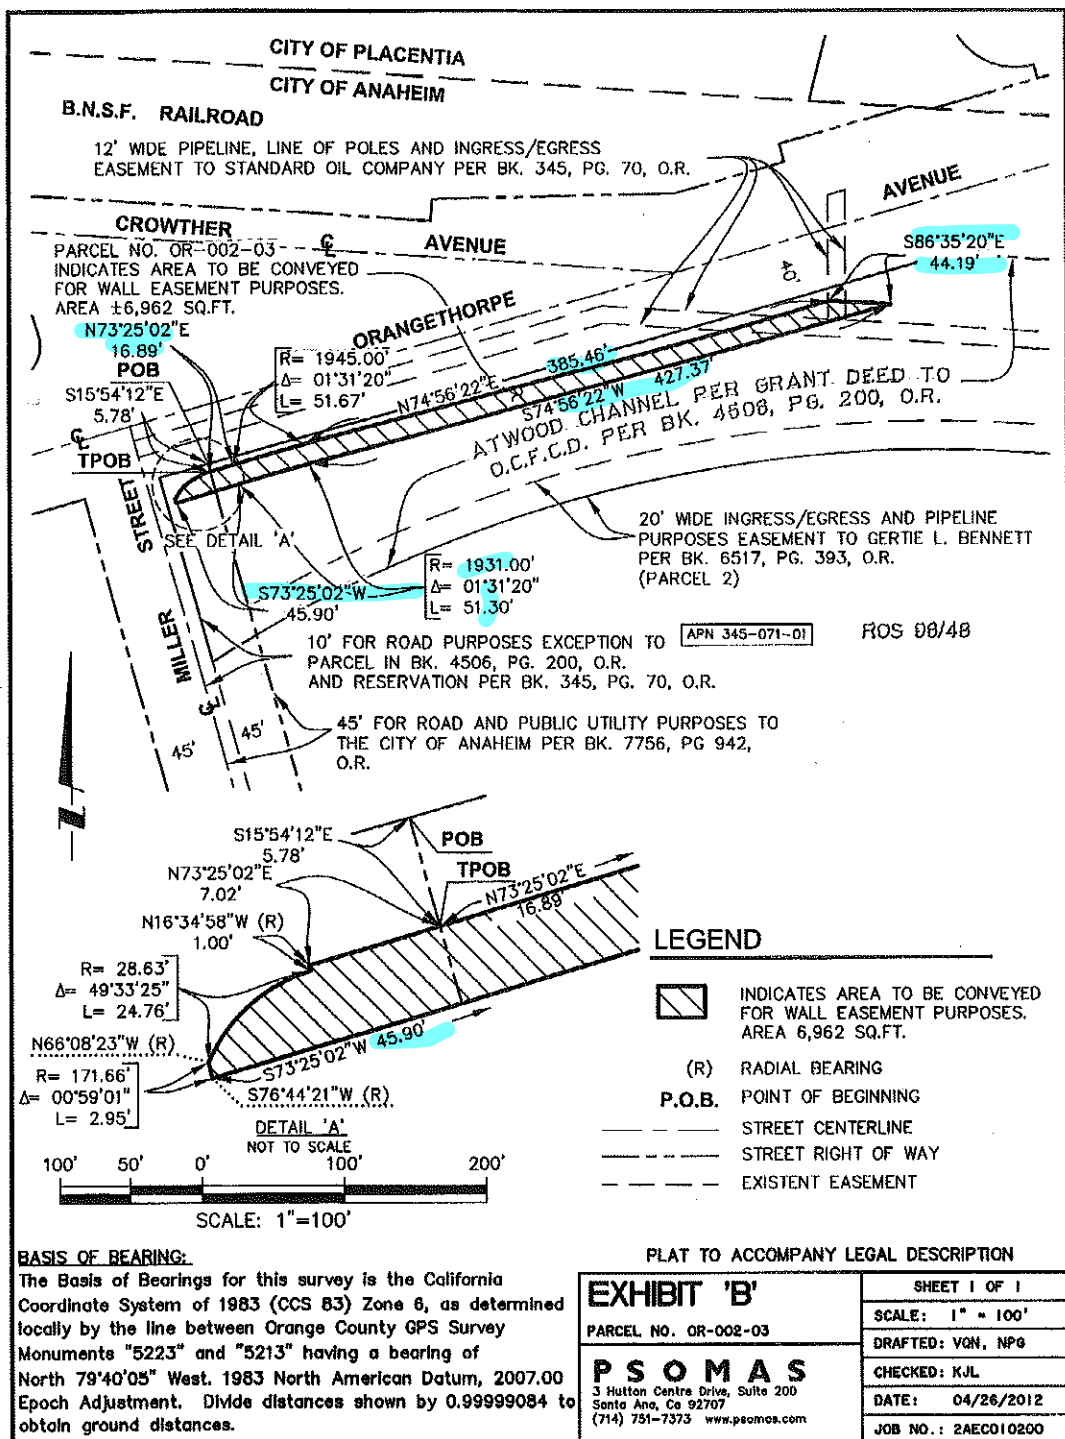 CITY OF PLACENTIA
CITY OF ANAHEIM
B.N.S.F. RAILROAD
12' WIDE PIPELINE, LINE OF POLES AND INGRESS/EGRESS
EASEMENT TO STANDARD OIL COMPANY PER BK. 345, PG. 70, O.R.
CROWTHER AVENUE
AVENUE
PARCEL NO. OR-002-03
INDICATES AREA TO BE CONVEYED
FOR WALL EASEMENT PURPOSES.
AREA ±6,962 SQ.FT.
S86°35'20"E
44.19'
40'
ORANGETHORPE
N73°25'02"E
16.89'
POB
S15°54'12"E
5.78'
TPOB
R= 1945.00'
Δ= 01°31'20"
L= 51.67'
N74°56'22"E 385.46'
S74°56'22"W 427.37'
ATWOOD CHANNEL PER GRANT DEED TO
O.C.F.C.D. PER BK. 4608, PG. 200, O.R.
STREET
SEE DETAIL 'A'
20' WIDE INGRESS/EGRESS AND PIPELINE
PURPOSES EASEMENT TO GERTIE L. BENNETT
PER BK. 6517, PG. 393, O.R.
(PARCEL 2)
S73°25'02"W
45.90'
R= 1931.00'
Δ= 01°31'20"
L= 51.30'
MILLER
10' FOR ROAD PURPOSES EXCEPTION TO
PARCEL IN BK. 4506, PG. 200, O.R.
AND RESERVATION PER BK. 345, PG. 70, O.R.
APN 345-071-01
ROS 98/48
45' FOR ROAD AND PUBLIC UTILITY PURPOSES TO
THE CITY OF ANAHEIM PER BK. 7756, PG 942,
O.R.
45'
45'
S15°54'12"E
5.78'
POB
TPOB
N73°25'02"E
7.02'
N73°25'02"E
16.89'
N16°34'58"W (R)
1.00'
R= 28.63'
Δ= 49°33'25"
L= 24.76'
N66°08'23"W (R)
R= 171.66'
Δ= 00°59'01"
L= 2.95'
S73°25'02"W 45.90'
S76°44'21"W (R)
DETAIL 'A'
NOT TO SCALE
LEGEND
INDICATES AREA TO BE CONVEYED
FOR WALL EASEMENT PURPOSES.
AREA 6,962 SQ.FT.
(R) RADIAL BEARING
P.O.B. POINT OF BEGINNING
STREET CENTERLINE
STREET RIGHT OF WAY
EXISTENT EASEMENT
100' 50' 0' 100' 200'
SCALE: 1"=100'
BASIS OF BEARING:
The Basis of Bearings for this survey is the California
Coordinate System of 1983 (CCS 83) Zone 6, as determined
locally by the line between Orange County GPS Survey
Monuments "5223" and "5213" having a bearing of
North 79°40'05" West. 1983 North American Datum, 2007.00
Epoch Adjustment. Divide distances shown by 0.99999084 to
obtain ground distances.
PLAT TO ACCOMPANY LEGAL DESCRIPTION
EXHIBIT 'B'
PARCEL NO. OR-002-03
PSOMAS
3 Hutton Centre Drive, Suite 200
Santa Ana, Ca 92707
(714) 751-7373 www.psomas.com
SHEET 1 OF 1
SCALE: 1" = 100'
DRAFTED: VQN, NPG
CHECKED: KJL
DATE: 04/26/2012
JOB NO.: 2AEC010200